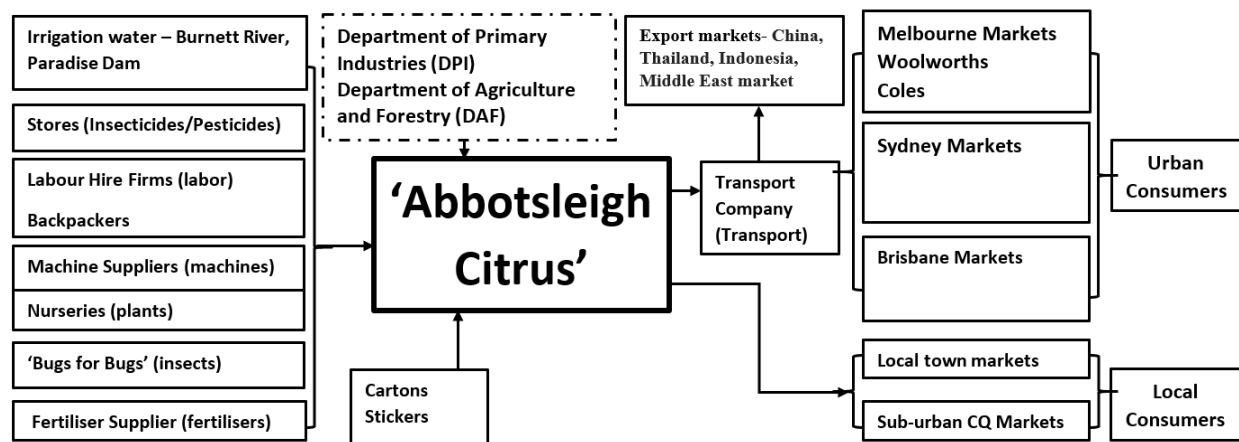 Irrigation water – Burnett River,
Paradise Dam
Stores (Insecticides/Pesticides)
Labour Hire Firms (labor)
Backpackers
Machine Suppliers (machines)
Nurseries (plants)
‘Bugs for Bugs’ (insects)
Fertiliser Supplier (fertilisers)
Department of Primary
Industries (DPI)
Department of Agriculture
and Forestry (DAF)
‘Abbotsleigh
Citrus’
Cartons
Stickers
Export markets- China,
Thailand, Indonesia,
Middle East market
Transport
Company
(Transport)
Melbourne Markets
Woolworths
Coles
Sydney Markets
Brisbane Markets
Local town markets
Sub-urban CQ Markets
Urban
Consumers
Local
Consumers